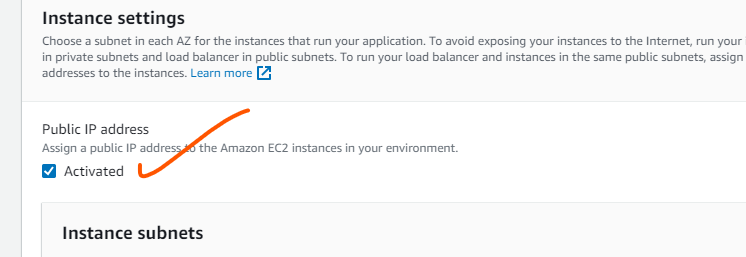 Instance settings
Choose a subnet in each AZ for the instances that run your application. To avoid exposing your instances to the Internet, run your
in private subnets and load balancer in public subnets. To run your load balancer and instances in the same public subnets, assign
addresses to the instances. Learn more
Public IP address
Assign a public IP address to the Amazon EC2 instances in your environment.
Activated
Instance subnets